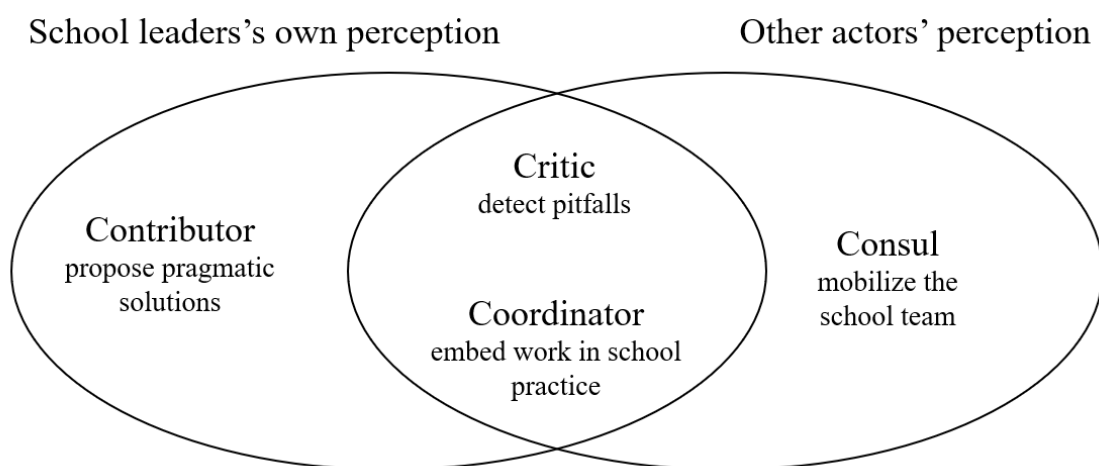 School leaders's own perception
Other actors' perception
Contributor
propose pragmatic
solutions
Critic
detect pitfalls
Coordinator
embed work in school
practice
Consul
mobilize the
school team